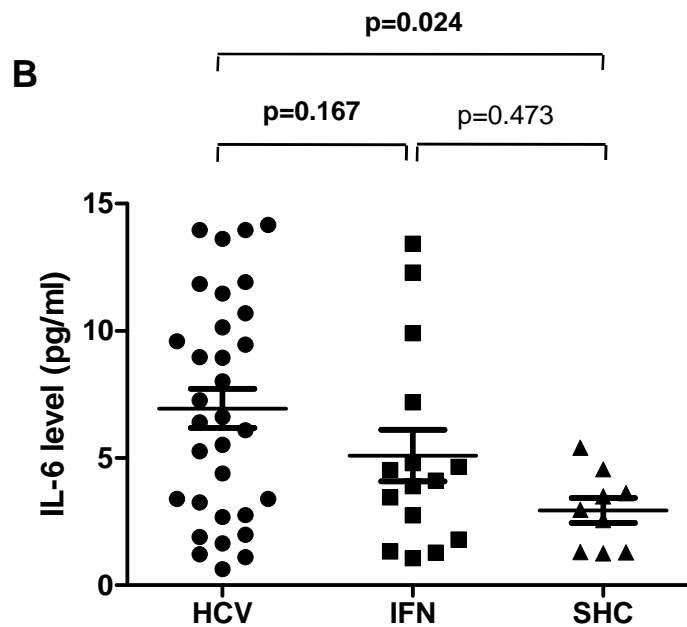 p=0.024
B
p=0.167 p=0.473
15
10
5
0
IL-6 level (pg/ml)
HCV IFN SHC